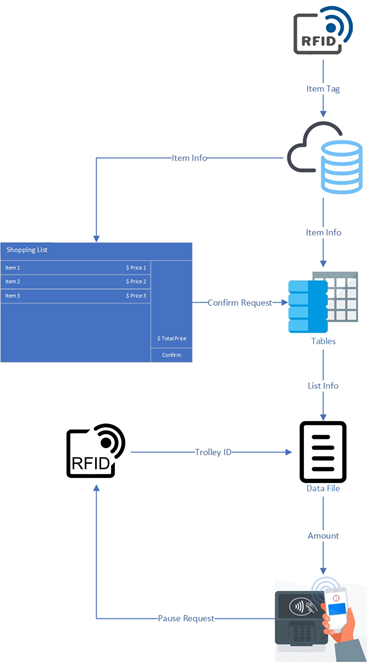 RFID
Item Tag
Item Info
Item Info
Shopping List
Item 1 $ Price 1
Item 2 $ Price 2
Item 3 $ Price 3
$ Total Price
Confirm
Confirm Request
Tables
List Info
RFID
Trolley ID
Data File
Amount
Pause Request